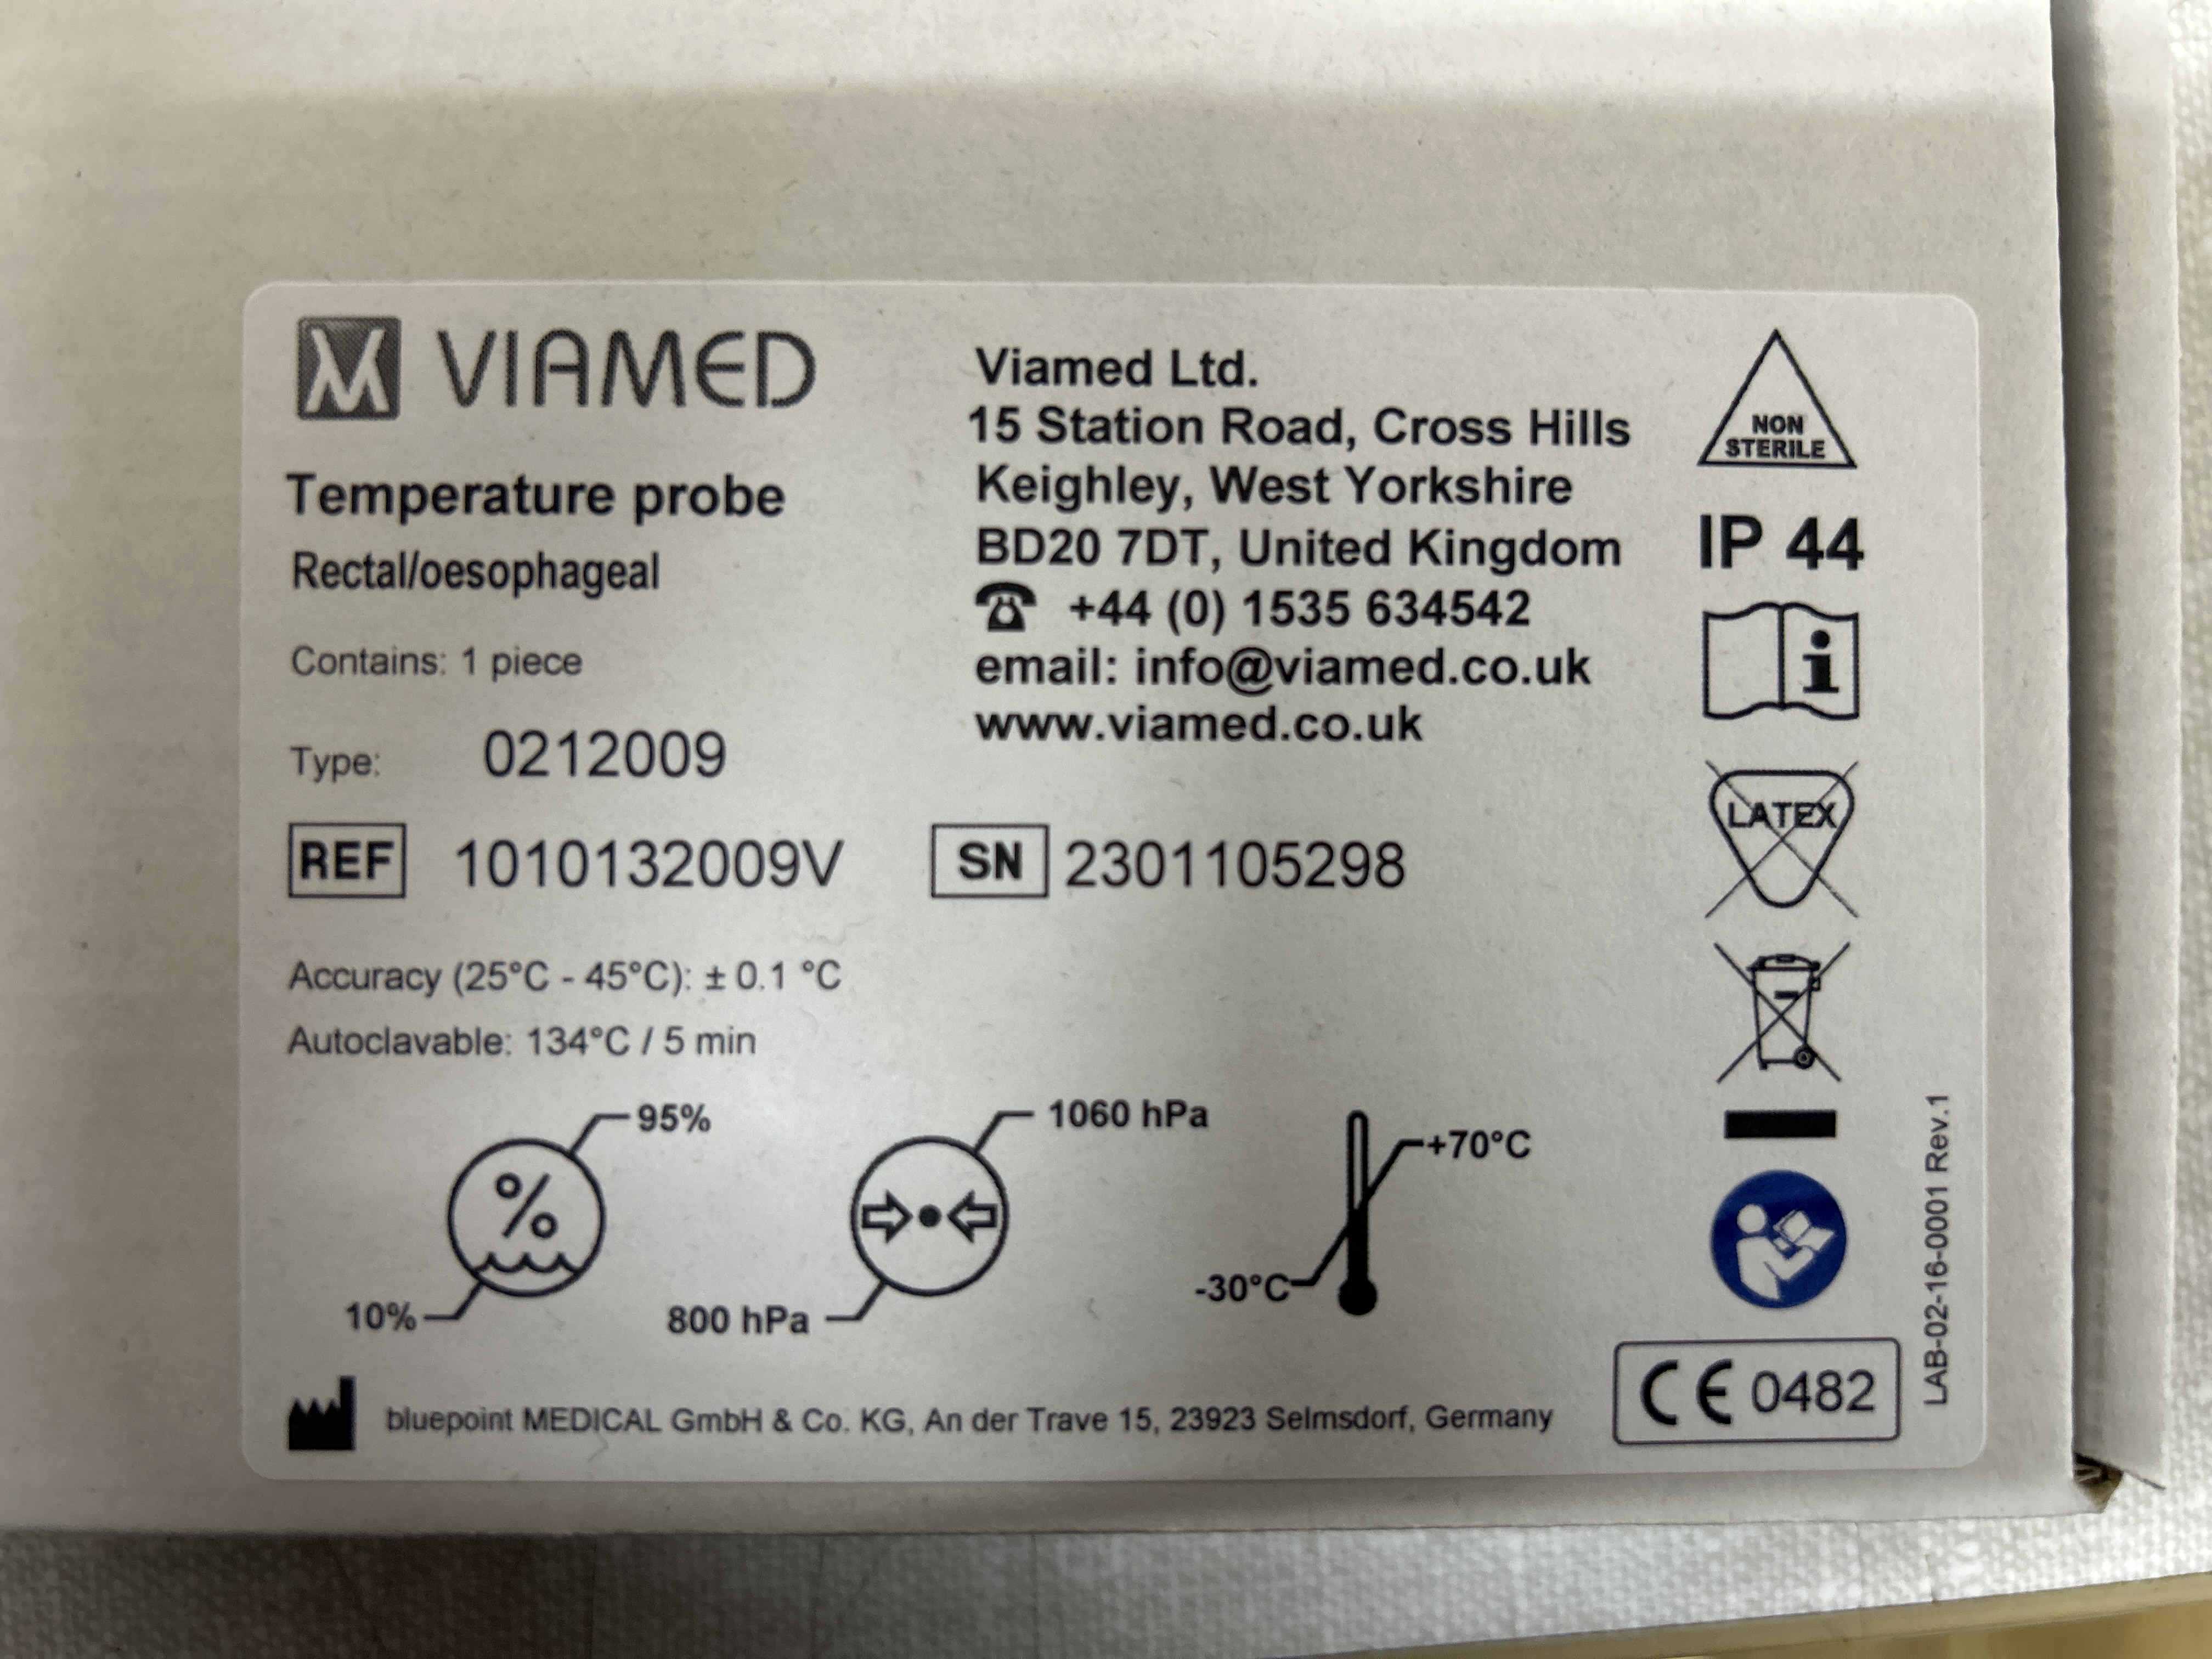 VIAMED
Temperature probe
Rectal/oesophageal
Contains: 1 piece
Type: 0212009
REF 1010132009V
SN 2301105298
Viamed Ltd.
15 Station Road, Cross Hills
Keighley, West Yorkshire
BD20 7DT, United Kingdom
+44 (0) 1535 634542
email: info@viamed.co.uk
www.viamed.co.uk
Accuracy (25°C - 45°C): ± 0.1 °C
Autoclavable: 134°C / 5 min
95%
%
10%
1060 hPa
800 hPa
+70°C
-30°C
bluepoint MEDICAL GmbH & Co. KG, An der Trave 15, 23923 Selmsdorf, Germany
NON
STERILE
IP 44
i
LATEX
CE 0482
LAB-02-16-0001 Rev.1